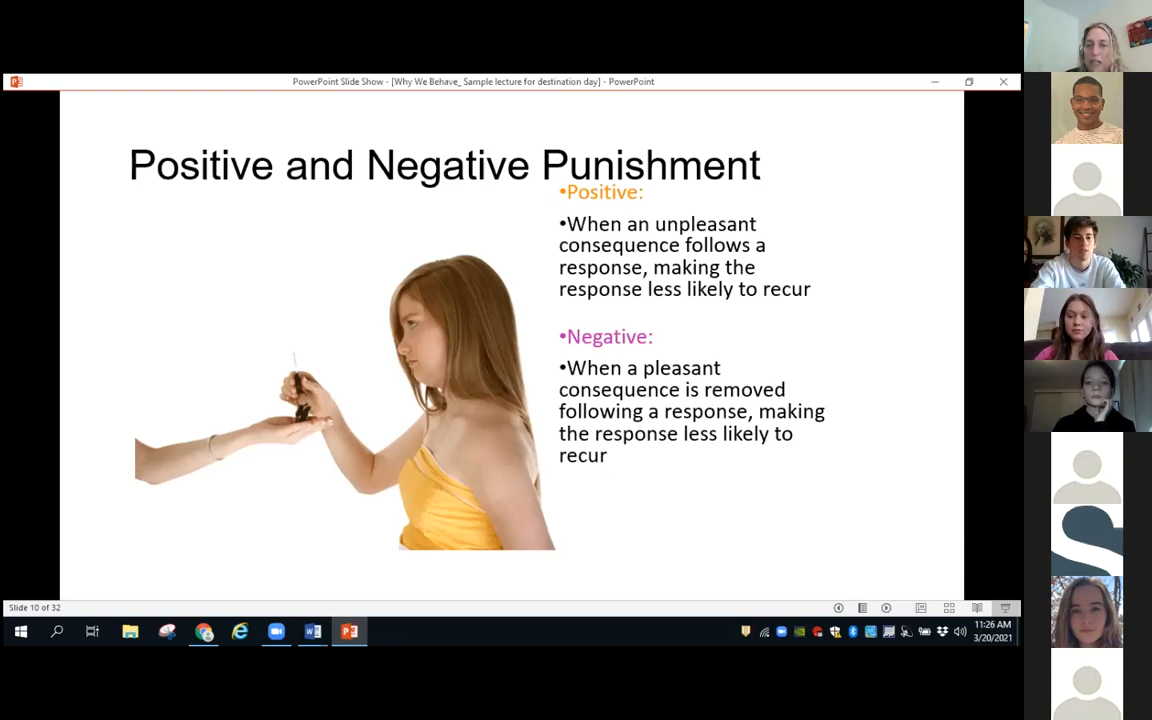 PowerPoint Slide Show - [Why We Behave_ Sample lecture for destination day] - PowerPoint
Positive and Negative Punishment
•Positive:
•When an unpleasant
consequence follows a
response, making the
response less likely to recur
•Negative:
•When a pleasant
consequence is removed
following a response, making
the response less likely to
recur
S
Slide 10 of 32
11:26 AM
3/20/2021